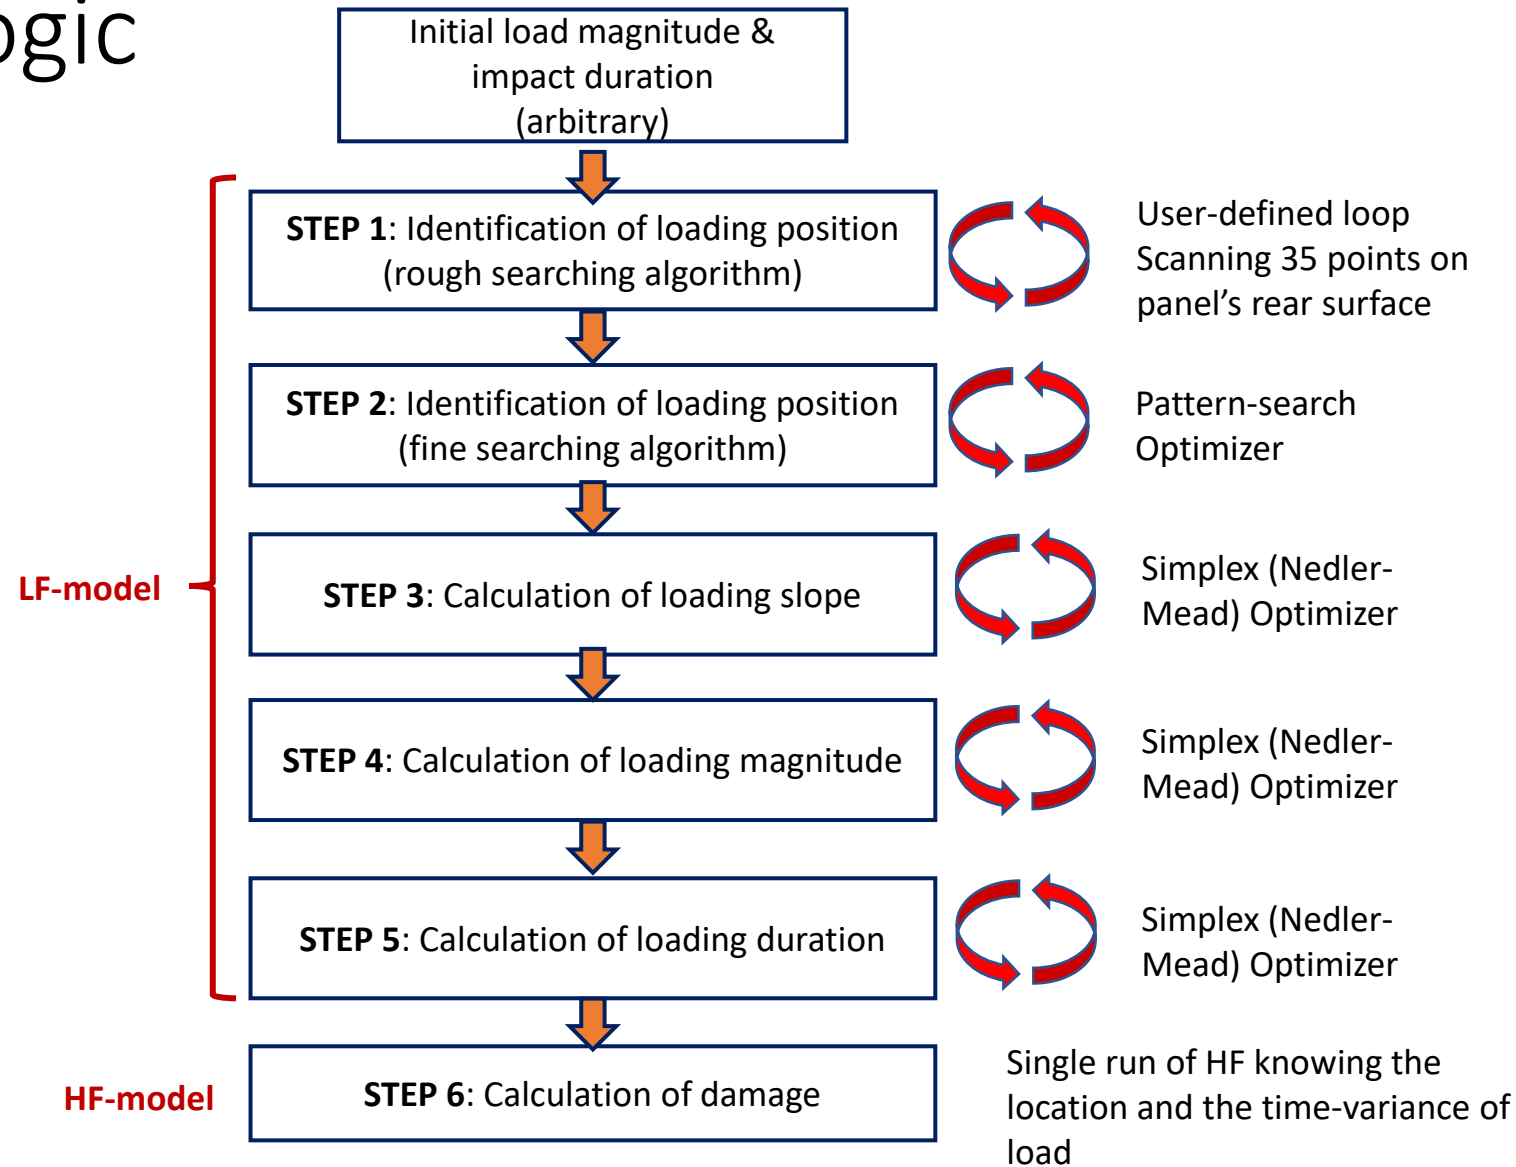 ogic
Initial load magnitude &
impact duration
(arbitrary)
STEP 1: Identification of loading position
(rough searching algorithm)
User-defined loop
Scanning 35 points on
panel's rear surface
STEP 2: Identification of loading position
(fine searching algorithm)
Pattern-search
Optimizer
LF-model
STEP 3: Calculation of loading slope
Simplex (Nedler-
Mead) Optimizer
STEP 4: Calculation of loading magnitude
Simplex (Nedler-
Mead) Optimizer
STEP 5: Calculation of loading duration
Simplex (Nedler-
Mead) Optimizer
HF-model
STEP 6: Calculation of damage
Single run of HF knowing the
location and the time-variance of
load